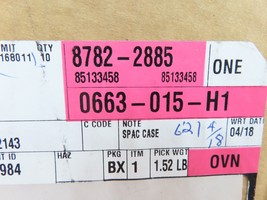 MIT QTY 8782-2885
168011 10 85133458 85133458 ONE
0663-015-H1
C CODE NOTE WRT DATE
2143 SPAC CASE 04/18
ID HAZ PKG ITM PICK WGT
984 BX 1 1.52 LB OVN